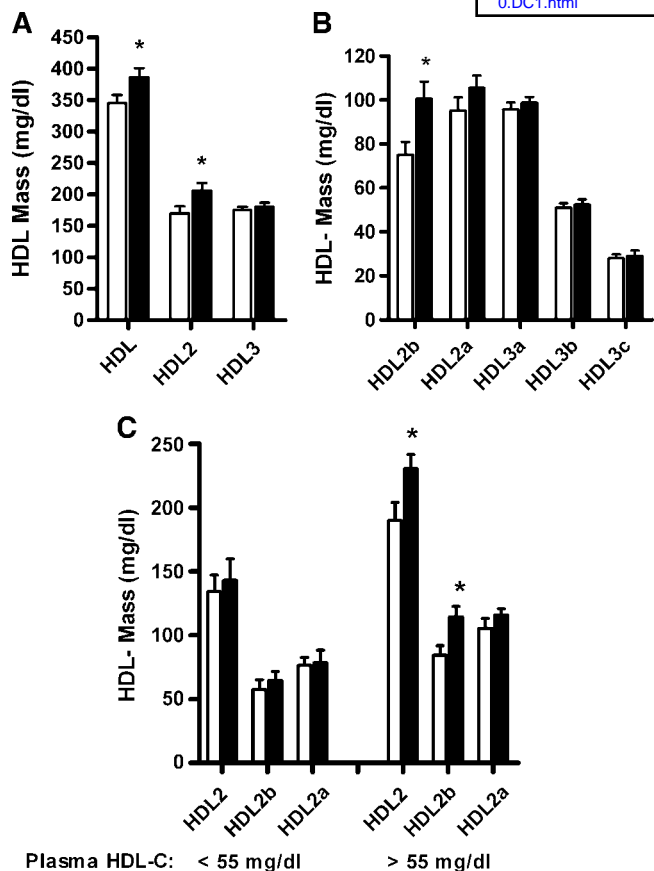 0.DC1.html
A
B
450
400
350
300
250
200
150
100
50
0
HDL Mass (mg/dl)
*
*
HDL
HDL2
HDL3
120
100
80
60
40
20
0
HDL- Mass (mg/dl)
*
HDL2b
HDL2a
HDL3a
HDL3b
HDL3c
C
250
200
150
100
50
0
HDL- Mass (mg/dl)
*
*
HDL2
HDL2b
HDL2a
HDL2
HDL2b
HDL2a
Plasma HDL-C: < 55 mg/dl > 55 mg/dl